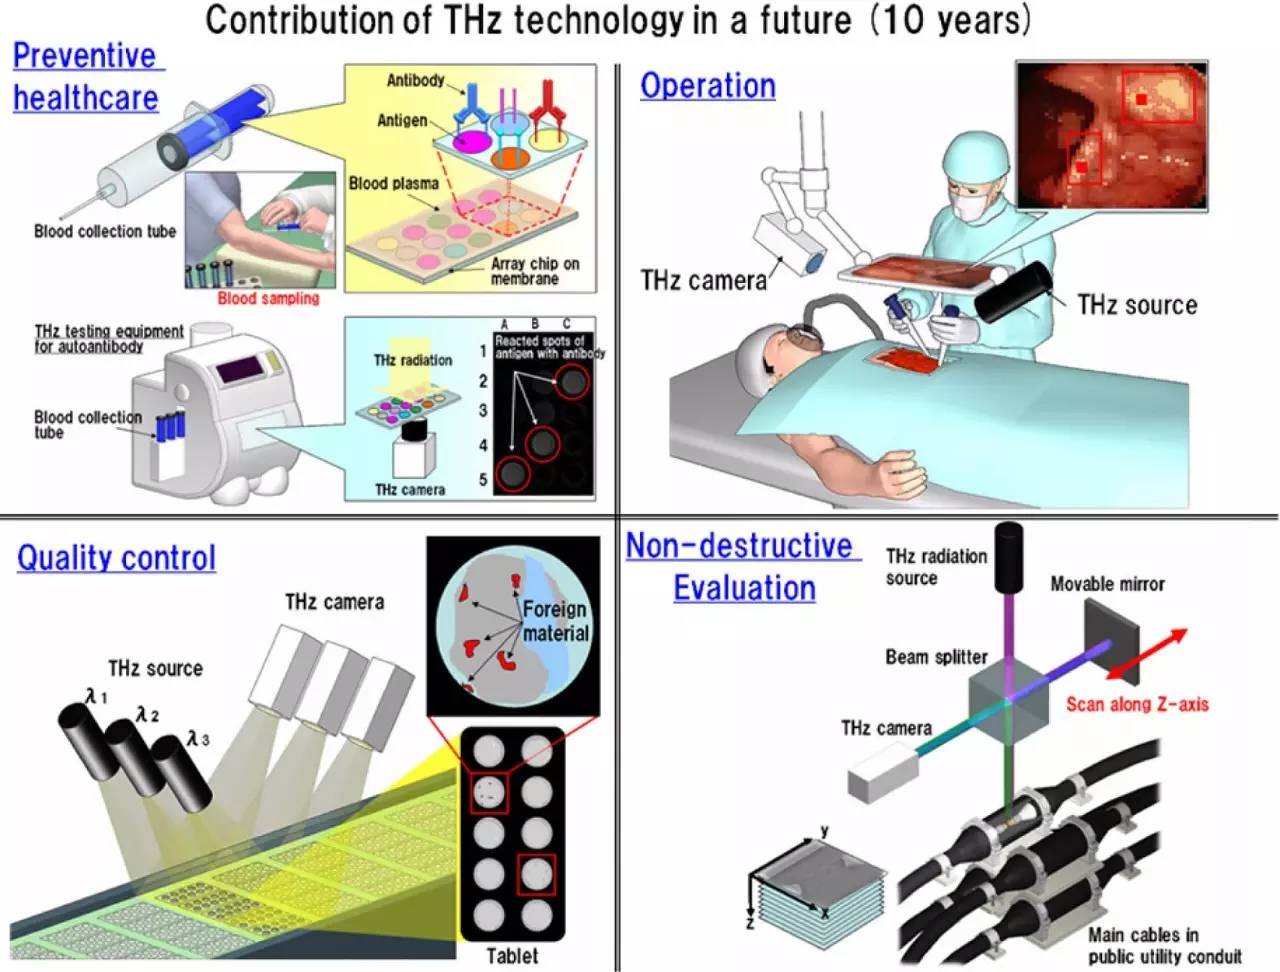 Contribution of THz technology in a future (10 years)
Preventive
healthcare
Antibody
Antigen
Blood plasma
Array chip on
membrane
Blood collection tube
Blood sampling
THz testing equipment
for autoantibody
Blood collection
tube
THz radiation
THz camera
A B C
Reacted spots of
antigen with antibody
1
2
3
4
5
Operation
THz camera
THz source
Quality control
THz camera
THz source
λ1
λ2
λ3
Foreign
material
Tablet
Non-destructive
Evaluation
THz radiation
source
Movable mirror
Beam splitter
Scan along Z-axis
THz camera
y
x
z
Main cables in
public utility conduit